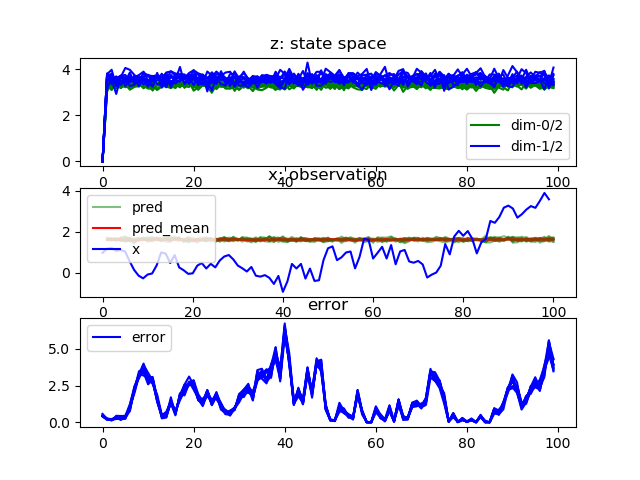 z: state space
4
2
0
dim-0/2
dim-1/2
0 20 40 60 80 100
x: observation
4
2
0
pred
pred_mean
x
0 20 40 60 80 100
error
5.0
2.5
0.0
error
0 20 40 60 80 100